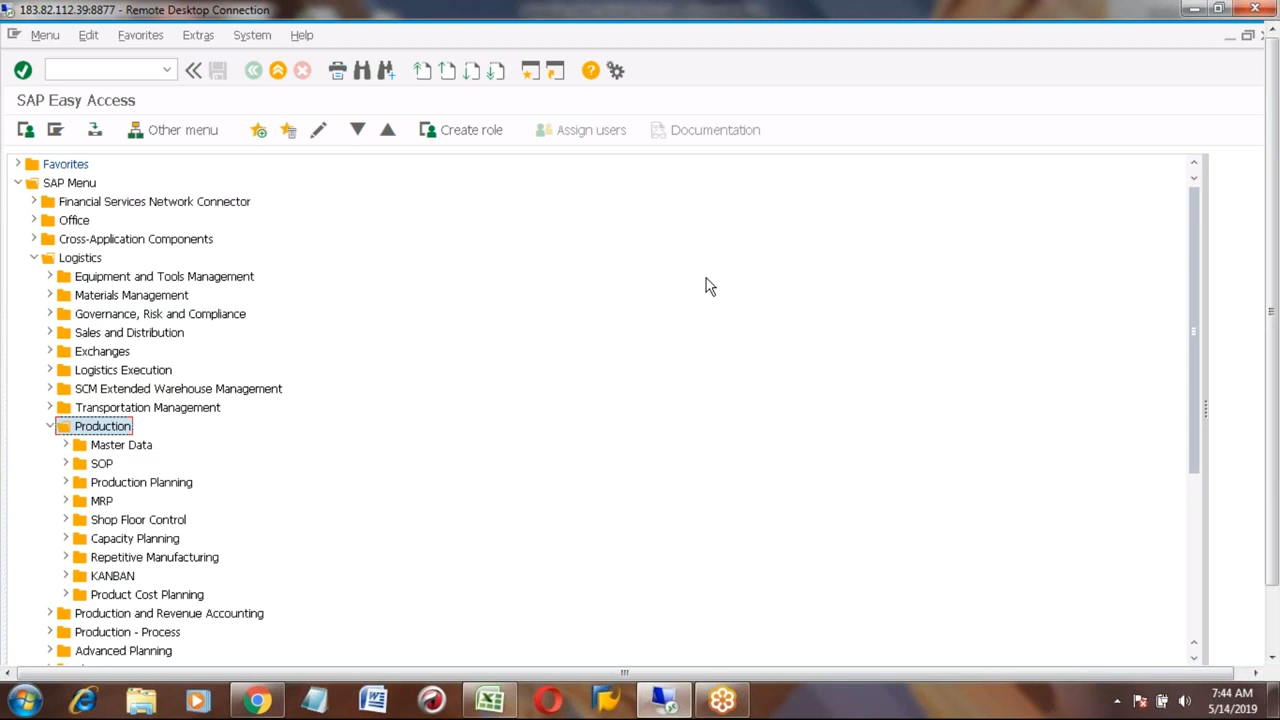 183.82.112.39:8877 - Remote Desktop Connection
Menu Edit Favorites Extras System Help
SAP Easy Access
Other menu Create role Assign users Documentation
Favorites
SAP Menu
Financial Services Network Connector
Office
Cross-Application Components
Logistics
Equipment and Tools Management
Materials Management
Governance, Risk and Compliance
Sales and Distribution
Exchanges
Logistics Execution
SCM Extended Warehouse Management
Transportation Management
Production
Master Data
SOP
Production Planning
MRP
Shop Floor Control
Capacity Planning
Repetitive Manufacturing
KANBAN
Product Cost Planning
Production and Revenue Accounting
Production - Process
Advanced Planning
7:44 AM
5/14/2019